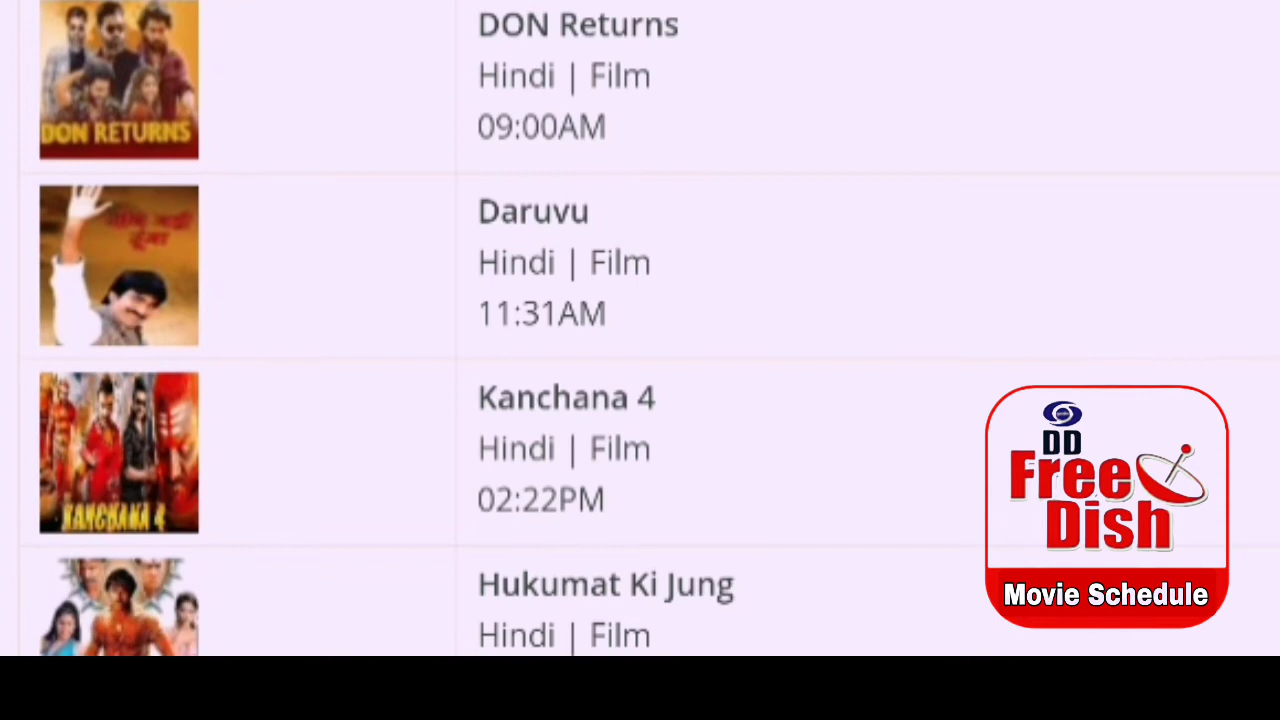 DON RETURNS
DON Returns
Hindi | Film
09:00AM
Daruvu
Hindi | Film
11:31AM
KANCHANA 4
Kanchana 4
Hindi | Film
02:22PM
Hukumat Ki Jung
Hindi | Film
DD
Free
Dish
Movie Schedule